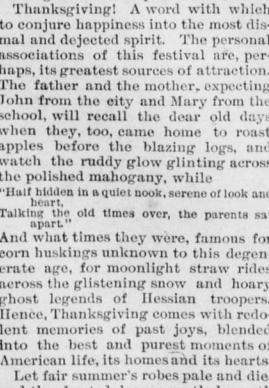 Thanksgiving! A word with which
to conjure happiness into the most dis-
mal and dejected spirit. The personal
associations of this festival are, per-
haps, its greatest sources of attraction.
The father and the mother, expecting
John from the city and Mary from the
school, will recall the dear old days
when they, too, came home to roast
apples before the blazing logs, and
watch the ruddy glow glinting across
the polished mahogany, while
"Half hidden in a quiet nook, serene of look and
heart,
Talking the old times over, the parents sat
apart."
And what times they were, famous for
corn huskings unknown to this degen-
erate age, for moonlight straw rides
across the glistening snow and hoary
ghost legends of Hessian troopers.
Hence, Thanksgiving comes with redo-
lent memories of past joys, blended
into the best and purest moments of
American life, its homes and its hearts.
Let fair summer's robes pale and die